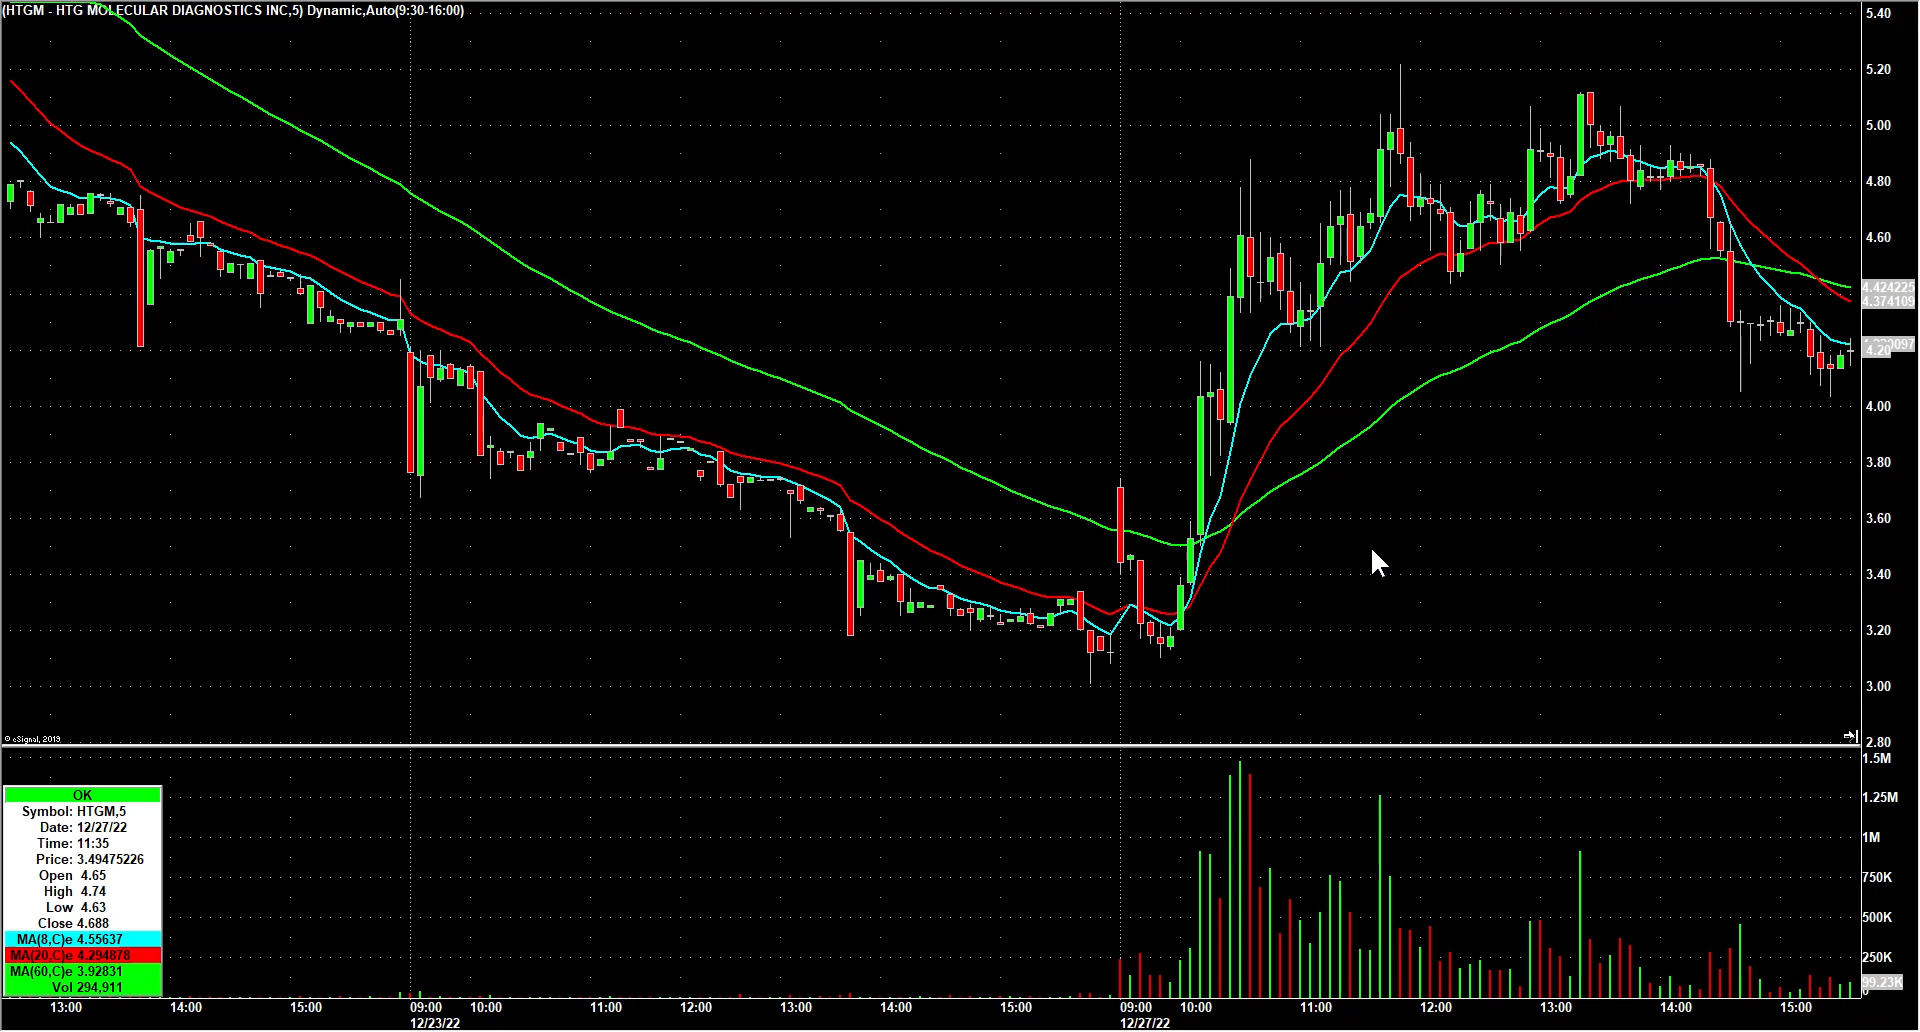 (HTGM - HTG MOLECULAR DIAGNOSTICS INC,5) Dynamic,Auto(9:30-16:00)
5.40
5.20
5.00
4.80
4.60
4.424225
4.374109
4.20
4.00
3.80
3.60
3.40
3.20
3.00
2.80
© eSignal, 2019
1.5M
1.25M
1M
750K
500K
250K
99.23K
0
OK
Symbol: HTGM,5
Date: 12/27/22
Time: 11:35
Price: 3.49475226
Open 4.65
High 4.74
Low 4.63
Close 4.688
MA(8,C)e 4.55637
MA(20,C)e 4.294878
MA(60,C)e 3.92831
Vol 294,911
13:00 14:00 15:00 09:00 10:00 11:00 12:00 13:00 14:00 15:00 09:00 10:00 11:00 12:00 13:00 14:00 15:00
12/23/22 12/27/22